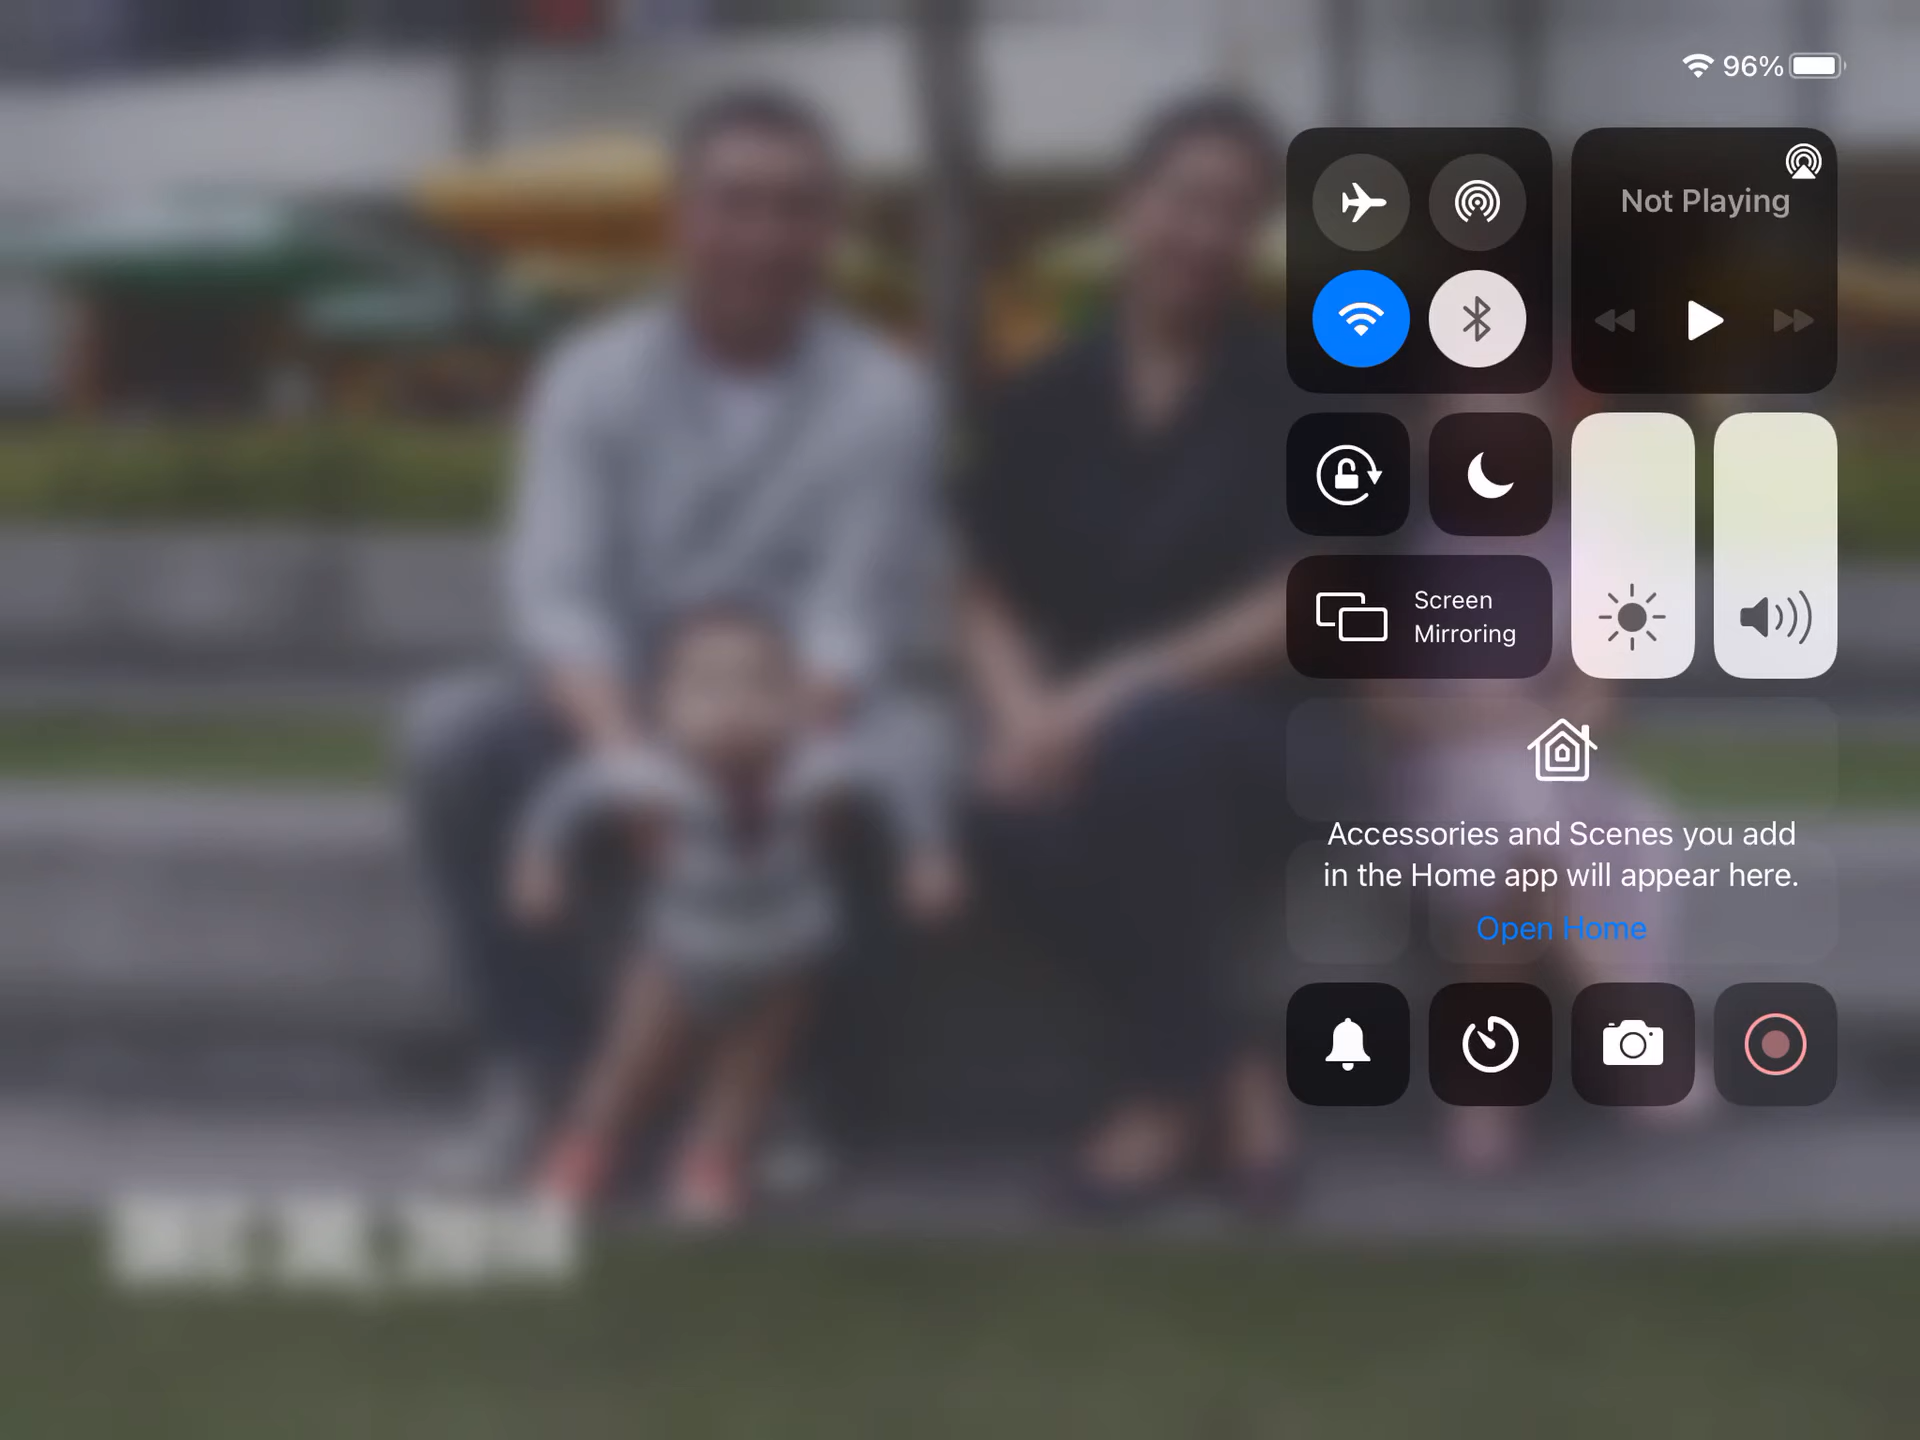 96%
Not Playing
Screen
Mirroring
Accessories and Scenes you add
in the Home app will appear here.
Open Home